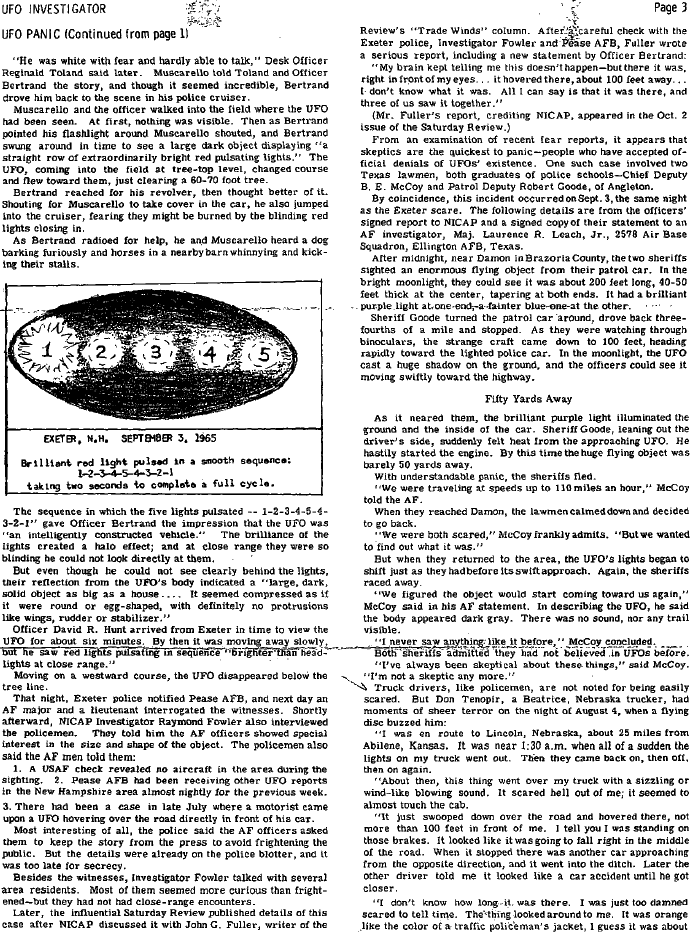 UFO INVESTIGATOR
Page 3
UFO PANIC (Continued from page 1)
"He was white with fear and hardly able to talk," Desk Officer
Reginald Toland said later. Muscarello told Toland and Officer
Bertrand the story, and though it seemed incredible, Bertrand
drove him back to the scene in his police cruiser.
Muscarello and the officer walked into the field where the UFO
had been seen. At first, nothing was visible. Then as Bertrand
pointed his flashlight around Muscarello shouted, and Bertrand
swung around in time to see a large dark object displaying "a
straight row of extraordinarily bright red pulsating lights." The
UFO, coming into the field at tree-top level, changed course
and flew toward them, just clearing a 60-70 foot tree.
Bertrand reached for his revolver, then thought better of it.
Shouting for Muscarello to take cover in the car, he also jumped
into the cruiser, fearing they might be burned by the blinding red
lights closing in.
As Bertrand radioed for help, he and Muscarello heard a dog
barking furiously and horses in a nearby barn whinnying and kick-
ing their stalls.
1 2 3 4 5
EXETER, N.H. SEPTEMBER 3, 1965
Brilliant red light pulsed in a smooth sequence:
1-2-3-4-5-4-3-2-1
taking two seconds to complete a full cycle.
The sequence in which the five lights pulsated -- 1-2-3-4-5-4-
3-2-1" gave Officer Bertrand the impression that the UFO was
"an intelligently constructed vehicle." The brilliance of the
lights created a halo effect; and at close range they were so
blinding he could not look directly at them.
But even though he could not see clearly behind the lights,
their reflection from the UFO's body indicated a "large, dark,
solid object as big as a house.... It seemed compressed as if
it were round or egg-shaped, with definitely no protrusions
like wings, rudder or stabilizer."
Officer David R. Hunt arrived from Exeter in time to view the
UFO for about six minutes. By then it was moving away slowly,
but he saw red lights pulsating in sequence "brighter than head-
lights at close range."
Moving on a westward course, the UFO disappeared below the
tree line.
That night, Exeter police notified Pease AFB, and next day an
AF major and a lieutenant interrogated the witnesses. Shortly
afterward, NICAP Investigator Raymond Fowler also interviewed
the policemen. They told him the AF officers showed special
interest in the size and shape of the object. The policemen also
said the AF men told them:
1. A USAF check revealed no aircraft in the area during the
sighting. 2. Pease AFB had been receiving other UFO reports
in the New Hampshire area almost nightly for the previous week.
3. There had been a case in late July where a motorist came
upon a UFO hovering over the road directly in front of his car.
Most interesting of all, the police said the AF officers asked
them to keep the story from the press to avoid frightening the
public. But the details were already on the police blotter, and it
was too late for secrecy.
Besides the witnesses, Investigator Fowler talked with several
area residents. Most of them seemed more curious than fright-
ened—but they had not had close-range encounters.
Later, the influential Saturday Review published details of this
case after NICAP discussed it with John G. Fuller, writer of the
Review's "Trade Winds" column. After a careful check with the
Exeter police, Investigator Fowler and Pease AFB, Fuller wrote
a serious report, including a new statement by Officer Bertrand:
"My brain kept telling me this doesn't happen—but there it was,
right in front of my eyes... it hovered there, about 100 feet away...
I don't know what it was. All I can say is that it was there, and
three of us saw it together."
(Mr. Fuller's report, crediting NICAP, appeared in the Oct. 2
issue of the Saturday Review.)
From an examination of recent fear reports, it appears that
skeptics are the quickest to panic—people who have accepted of-
ficial denials of UFOs' existence. One such case involved two
Texas lawmen, both graduates of police schools—Chief Deputy
B. E. McCoy and Patrol Deputy Robert Goode, of Angleton.
By coincidence, this incident occurred on Sept. 3, the same night
as the Exeter scare. The following details are from the officers'
signed report to NICAP and a signed copy of their statement to an
AF investigator, Maj. Laurence R. Leach, Jr., 2578 Air Base
Squadron, Ellington AFB, Texas.
After midnight, near Damon in Brazoria County, the two sheriffs
sighted an enormous flying object from their patrol car. In the
bright moonlight, they could see it was about 200 feet long, 40-50
feet thick at the center, tapering at both ends. It had a brilliant
purple light at one end, a fainter blue one at the other.
Sheriff Goode turned the patrol car around, drove back three-
fourths of a mile and stopped. As they were watching through
binoculars, the strange craft came down to 100 feet, heading
rapidly toward the lighted police car. In the moonlight, the UFO
cast a huge shadow on the ground, and the officers could see it
moving swiftly toward the highway.
Fifty Yards Away
As it neared them, the brilliant purple light illuminated the
ground and the inside of the car. Sheriff Goode, leaning out the
driver's side, suddenly felt heat from the approaching UFO. He
hastily started the engine. By this time the huge flying object was
barely 50 yards away.
With understandable panic, the sheriffs fled.
"We were traveling at speeds up to 110 miles an hour," McCoy
told the AF.
When they reached Damon, the lawmen calmed down and decided
to go back.
"We were both scared," McCoy frankly admits. "But we wanted
to find out what it was."
But when they returned to the area, the UFO's lights began to
shift just as they had before its swift approach. Again, the sheriffs
raced away.
"We figured the object would start coming toward us again,"
McCoy said in his AF statement. In describing the UFO, he said
the body appeared dark gray. There was no sound, nor any trail
visible.
"I never saw anything like it before," McCoy concluded.
Both sheriffs admitted they had not believed in UFOs before.
"I've always been skeptical about these things," said McCoy.
"I'm not a skeptic any more."
Truck drivers, like policemen, are not noted for being easily
scared. But Don Tenopir, a Beatrice, Nebraska trucker, had
moments of sheer terror on the night of August 4, when a flying
disc buzzed him:
"I was en route to Lincoln, Nebraska, about 25 miles from
Abilene, Kansas. It was near 1:30 a.m. when all of a sudden the
lights on my truck went out. Then they came back on, then off,
then on again.
"About then, this thing went over my truck with a sizzling or
wind-like blowing sound. It scared hell out of me; it seemed to
almost touch the cab.
"It just swooped down over the road and hovered there, not
more than 100 feet in front of me. I tell you I was standing on
those brakes. It looked like it was going to fall right in the middle
of the road. When it stopped there was another car approaching
from the opposite direction, and it went into the ditch. Later the
other driver told me it looked like a car accident until he got
closer.
"I don't know how long it was there. I was just too damned
scared to tell time. The thing looked around to me. It was orange
like the color of a traffic policeman's jacket, I guess it was about